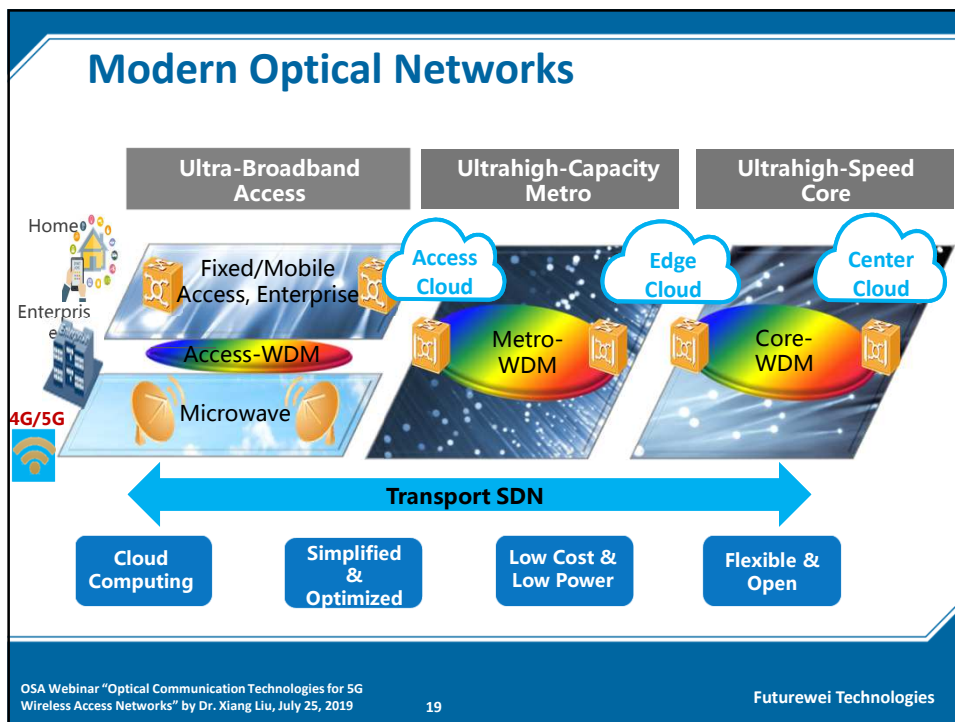 Modern Optical Networks
Ultra-Broadband
Access
Ultrahigh-Capacity
Metro
Ultrahigh-Speed
Core
Home
Enterpris
e
4G/5G
Fixed/Mobile
Access, Enterprise
Access-WDM
Microwave
Access
Cloud
Metro-
WDM
Edge
Cloud
Core-
WDM
Center
Cloud
Transport SDN
Cloud
Computing
Simplified
&
Optimized
Low Cost &
Low Power
Flexible &
Open
OSA Webinar "Optical Communication Technologies for 5G
Wireless Access Networks" by Dr. Xiang Liu, July 25, 2019
19
Futurewei Technologies